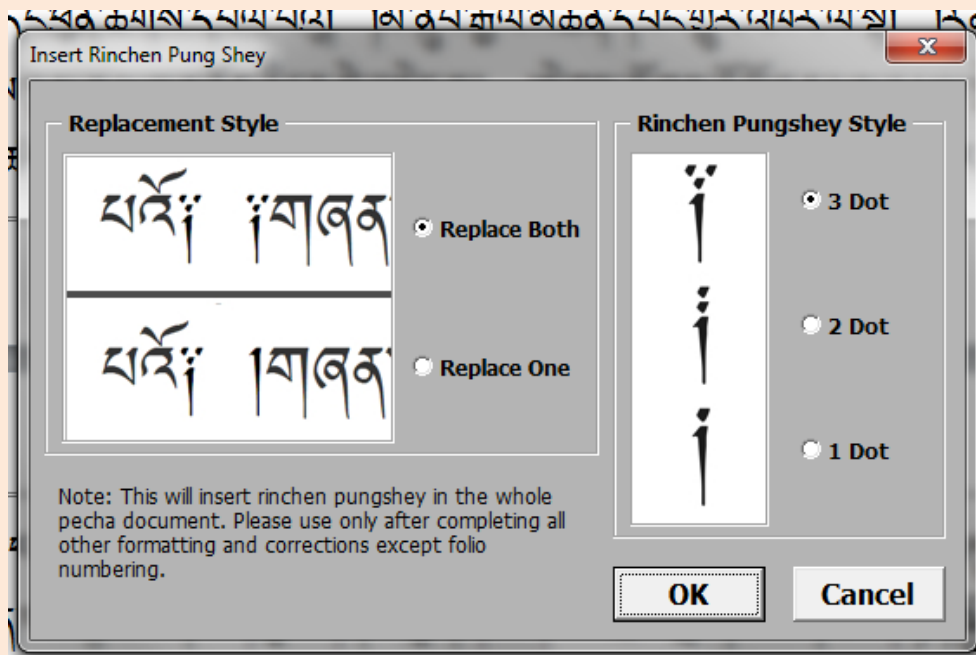 Insert Rinchen Pung Shey
Replacement Style
པའོ༑ ༑གཞན
Replace Both
པའོ༑ །གཞན
Replace One
Note: This will insert rinchen pungshey in the whole
pecha document. Please use only after completing all
other formatting and corrections except folio
numbering.
Rinchen Pungshey Style
3 Dot
2 Dot
1 Dot
OK
Cancel